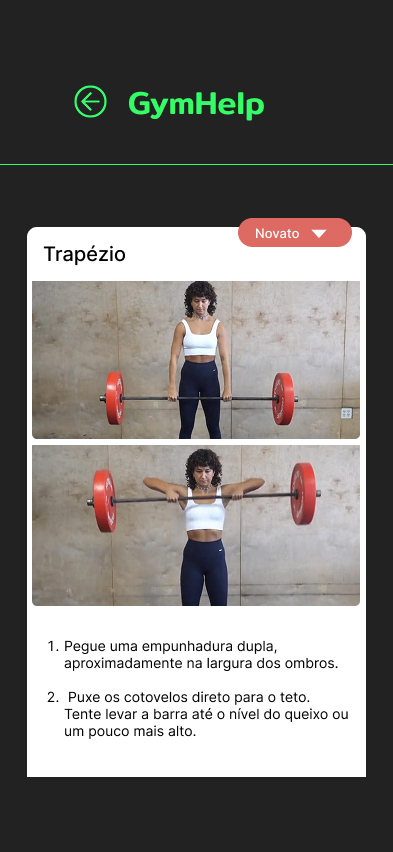 GymHelp
Novato
Trapézio
1. Pegue uma empunhadura dupla,
aproximadamente na largura dos ombros.
2. Puxe os cotovelos direto para o teto.
Tente levar a barra até o nível do queixo ou
um pouco mais alto.